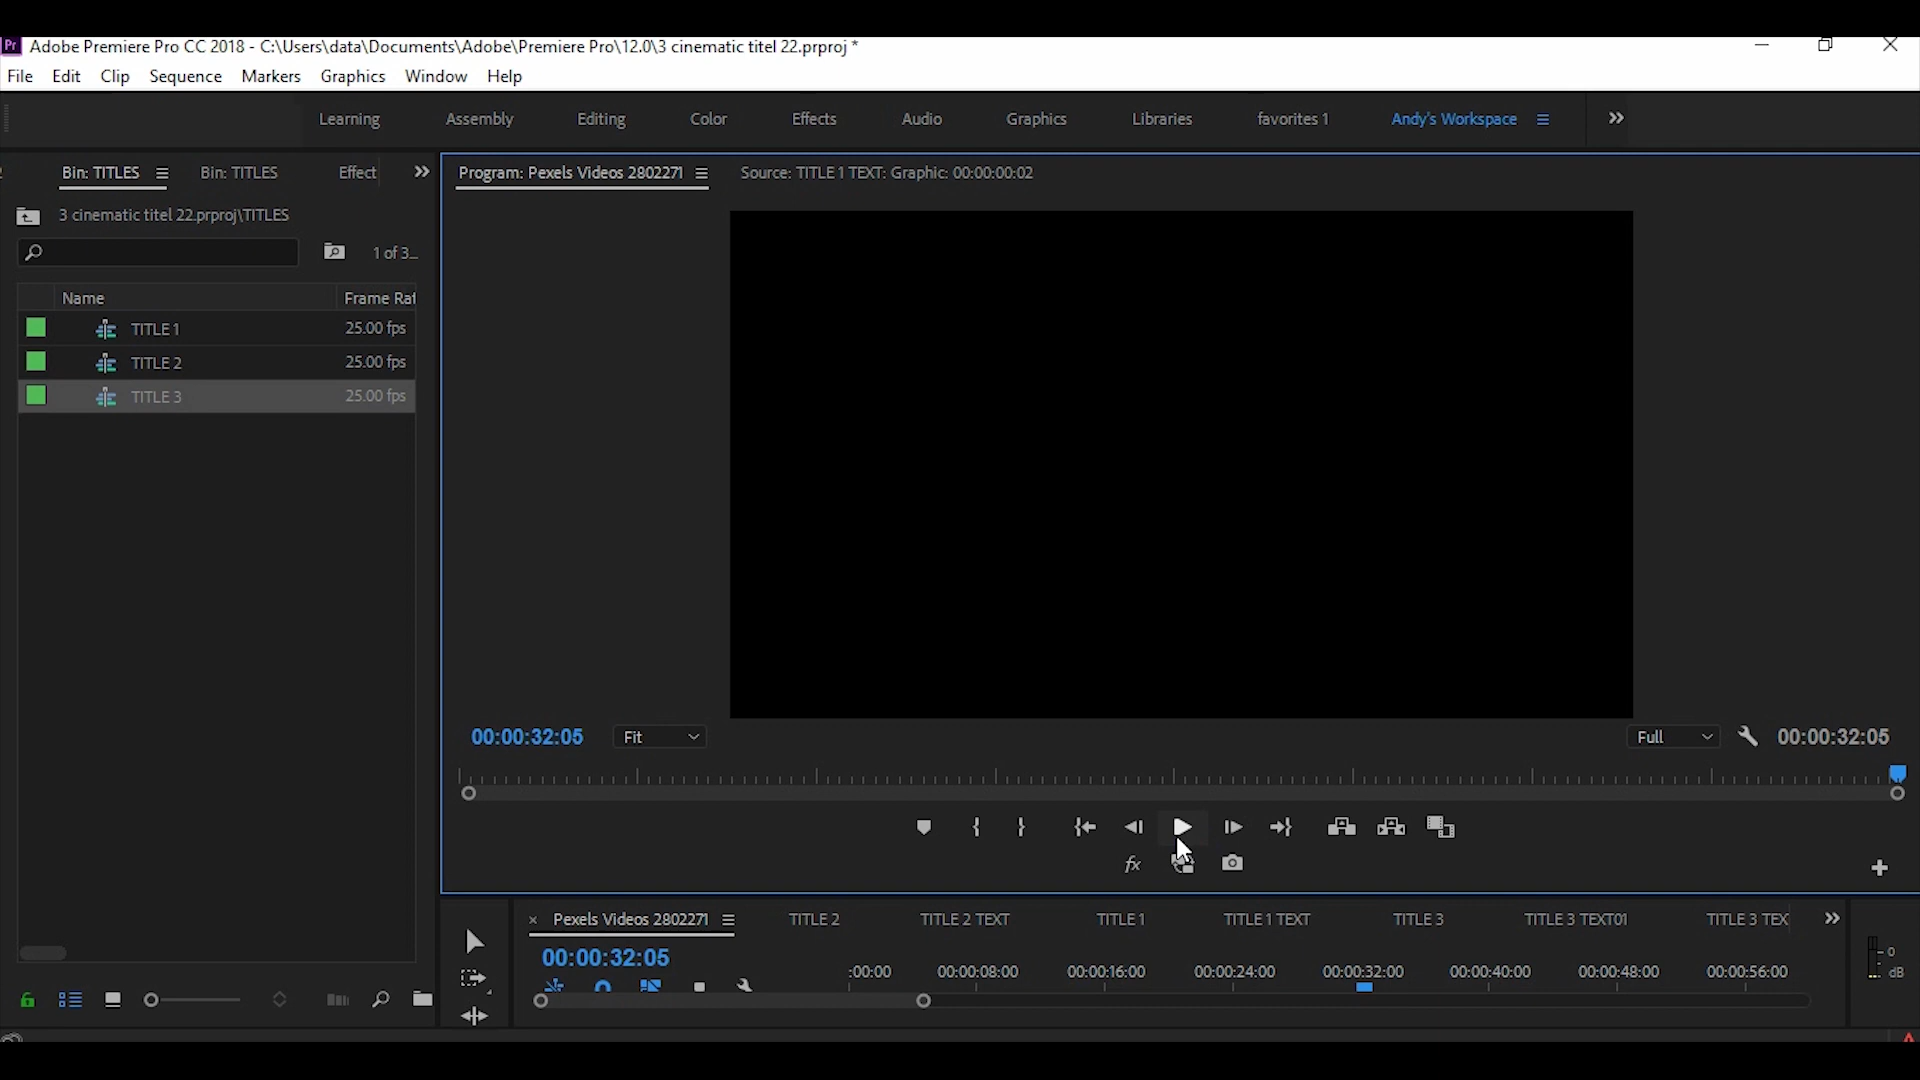 Pr Adobe Premiere Pro CC 2018 - C:\Users\data\Documents\Adobe\Premiere Pro\12.0\3 cinematic titel 22.prproj *
File Edit Clip Sequence Markers Graphics Window Help
Learning Assembly Editing Color Effects Audio Graphics Libraries favorites 1 Andy's Workspace
Bin: TITLES Bin: TITLES Effect
Program: Pexels Videos 2802271 Source: TITLE 1 TEXT: Graphic: 00:00:00:02
3 cinematic titel 22.prproj\TITLES
1 of 3...
Name Frame Rat
TITLE 1 25.00 fps
TITLE 2 25.00 fps
TITLE 3 25.00 fps
00:00:32:05 Fit Full 00:00:32:05
fx
× Pexels Videos 2802271 TITLE 2 TITLE 2 TEXT TITLE 1 TITLE 1 TEXT TITLE 3 TITLE 3 TEXT01 TITLE 3 TEX
00:00:32:05
:00:00 00:00:08:00 00:00:16:00 00:00:24:00 00:00:32:00 00:00:40:00 00:00:48:00 00:00:56:00
0
dB